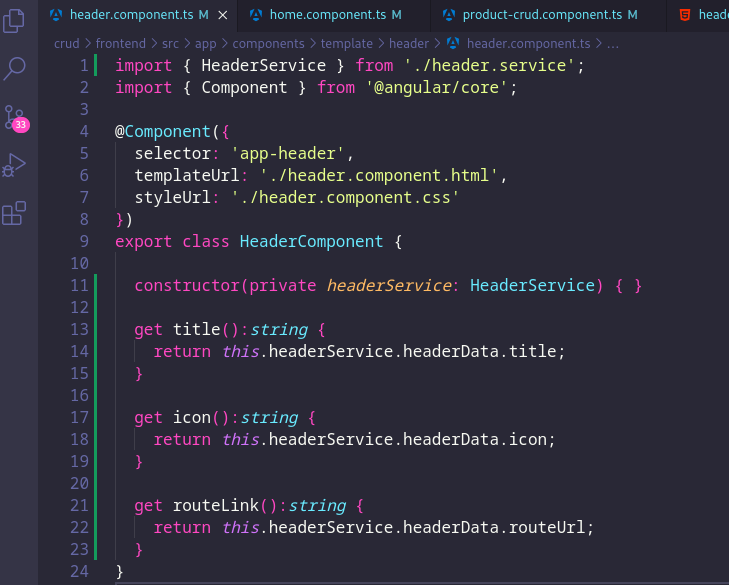 header.component.ts M home.component.ts M product-crud.component.ts M
crud > frontend > src > app > components > template > header > header.component.ts > ...
1 import { HeaderService } from './header.service';
2 import { Component } from '@angular/core';
3
4 @Component({
5 selector: 'app-header',
6 templateUrl: './header.component.html',
7 styleUrl: './header.component.css'
8 })
9 export class HeaderComponent {
10
11 constructor(private headerService: HeaderService) { }
12
13 get title():string {
14 return this.headerService.headerData.title;
15 }
16
17 get icon():string {
18 return this.headerService.headerData.icon;
19 }
20
21 get routeLink():string {
22 return this.headerService.headerData.routeUrl;
23 }
24 }
33